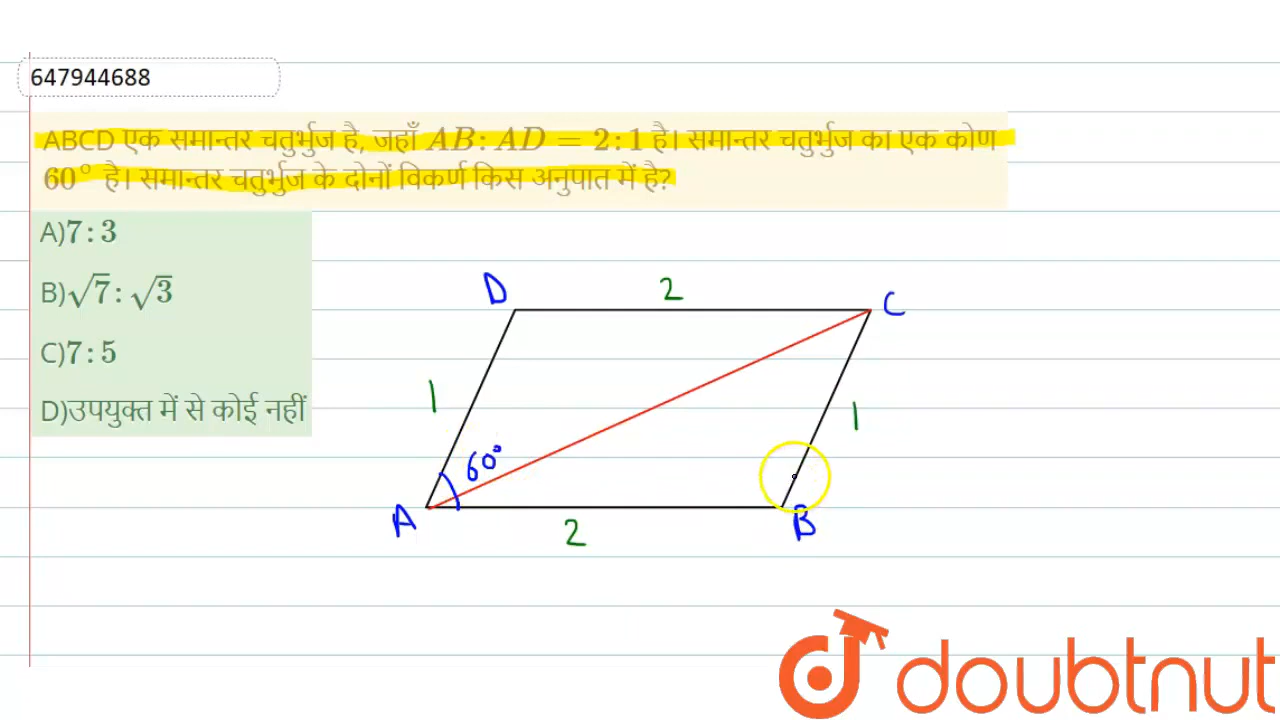 647944688
ABCD एक समान्तर चतुर्भुज है, जहाँ AB : AD = 2 : 1 है। समान्तर चतुर्भुज का एक कोण
60° है। समान्तर चतुर्भुज के दोनों विकर्ण किस अनुपात में है?
A)7 : 3
B)√7 : √3
C)7 : 5
D)उपयुक्त में से कोई नहीं
D
2
C
1
1
60°
A
2
B
doubtnut